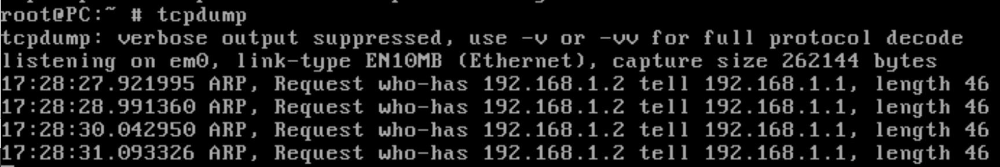 root@PC:~ # tcpdump
tcpdump: verbose output suppressed, use -v or -vv for full protocol decode
listening on em0, link-type EN10MB (Ethernet), capture size 262144 bytes
17:28:27.921995 ARP, Request who-has 192.168.1.2 tell 192.168.1.1, length 46
17:28:28.991360 ARP, Request who-has 192.168.1.2 tell 192.168.1.1, length 46
17:28:30.042950 ARP, Request who-has 192.168.1.2 tell 192.168.1.1, length 46
17:28:31.093326 ARP, Request who-has 192.168.1.2 tell 192.168.1.1, length 46